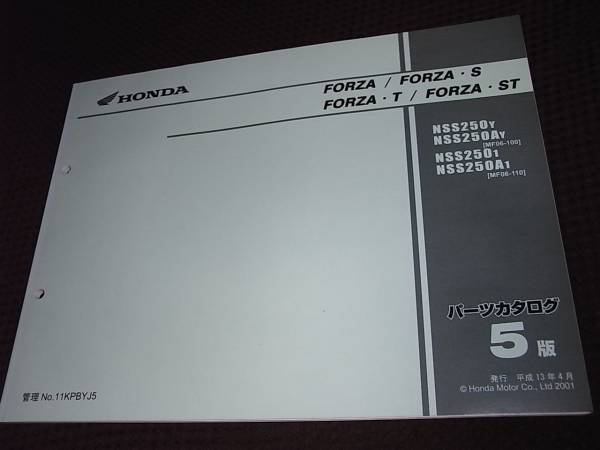 HONDA
FORZA / FORZA・S
FORZA・T / FORZA・ST
NSS250Y
NSS250AY
[MF06-100]
NSS2501
NSS250A1
[MF06-110]
パーツカタログ
5版
発行 平成13年4月
© Honda Motor Co., Ltd 2001
管理 No.11KPBYJ5